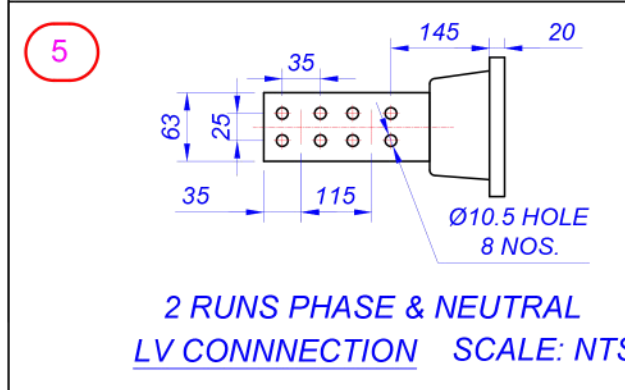 5
145
20
35
63
25
35
115
Ø10.5 HOLE
8 NOS.
2 RUNS PHASE & NEUTRAL
LV CONNNECTION SCALE: NTS